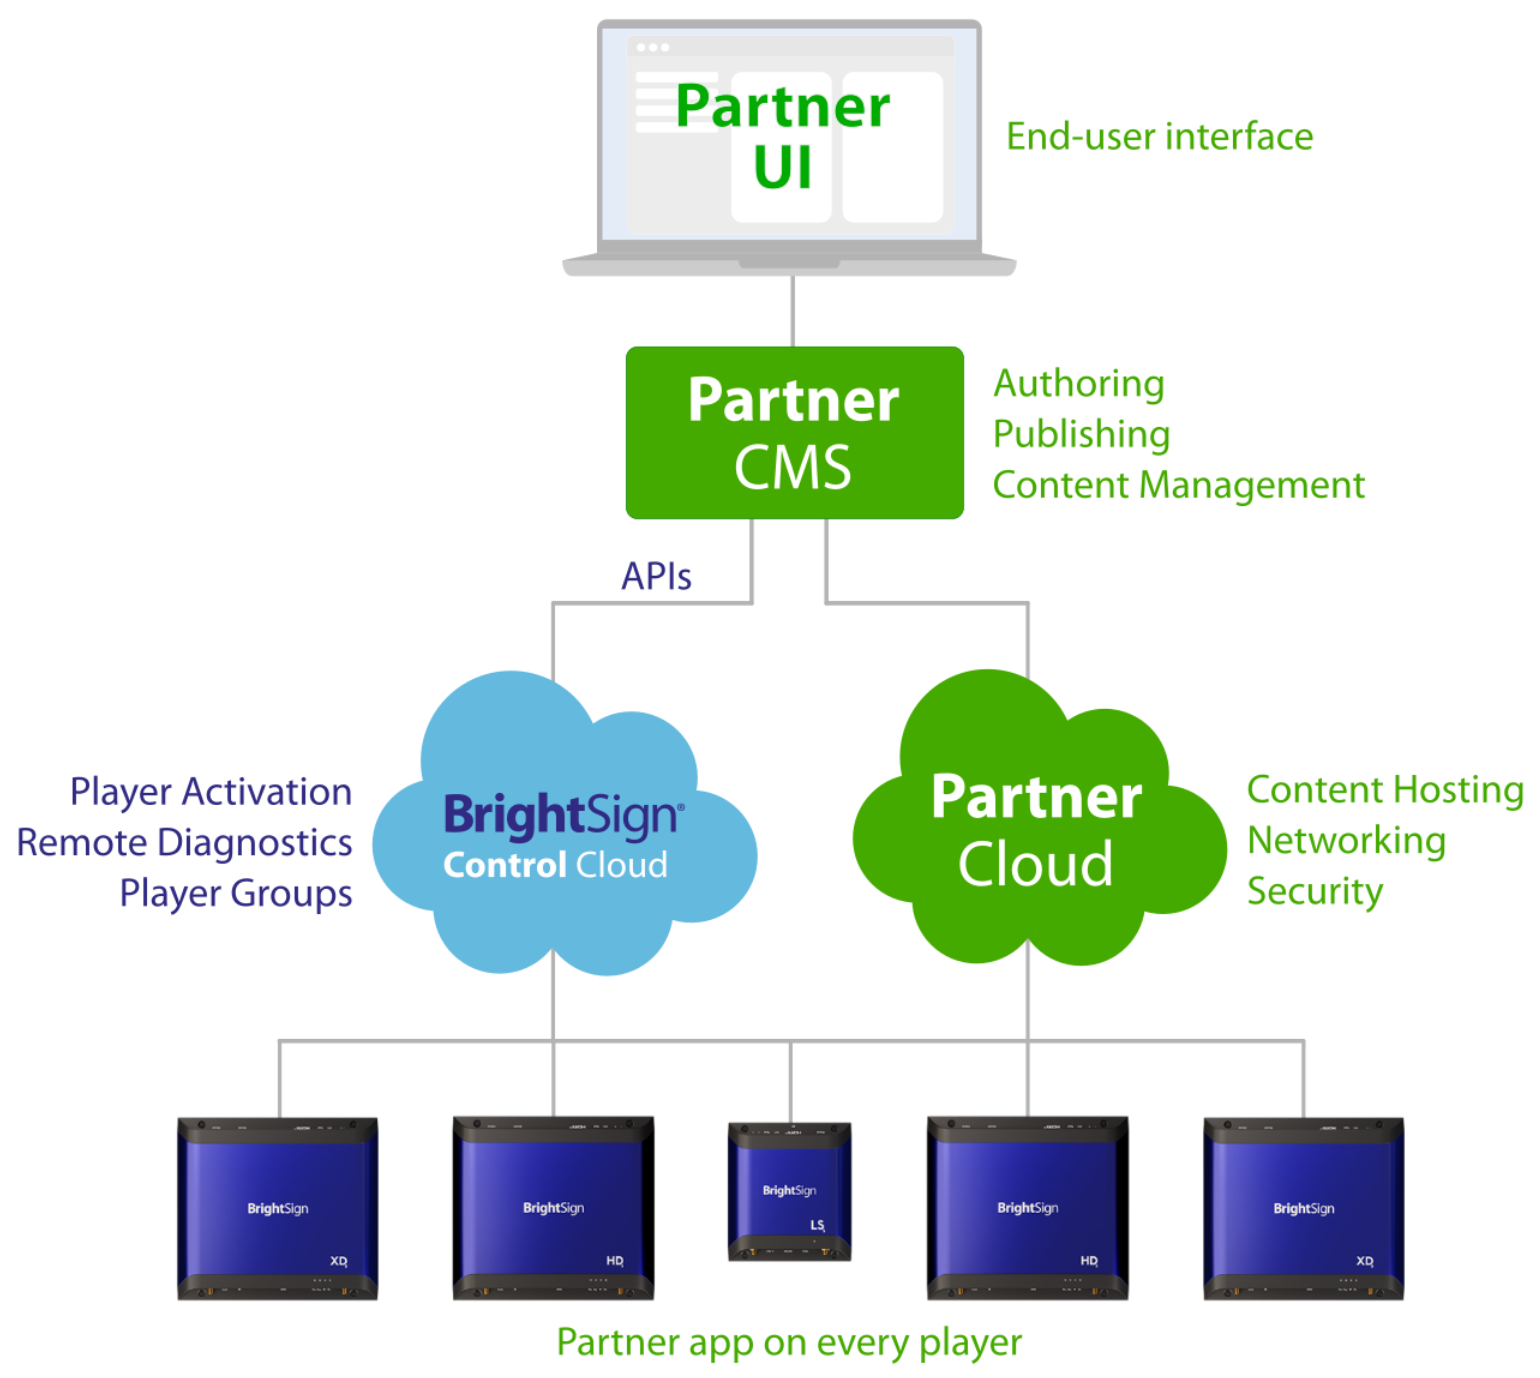 Partner
UI
End-user interface
Partner
CMS
Authoring
Publishing
Content Management
APIs
Player Activation
Remote Diagnostics
Player Groups
BrightSign®
Control Cloud
Partner
Cloud
Content Hosting
Networking
Security
BrightSign
XD
BrightSign
HD
BrightSign
LS
BrightSign
HD
BrightSign
XD
Partner app on every player